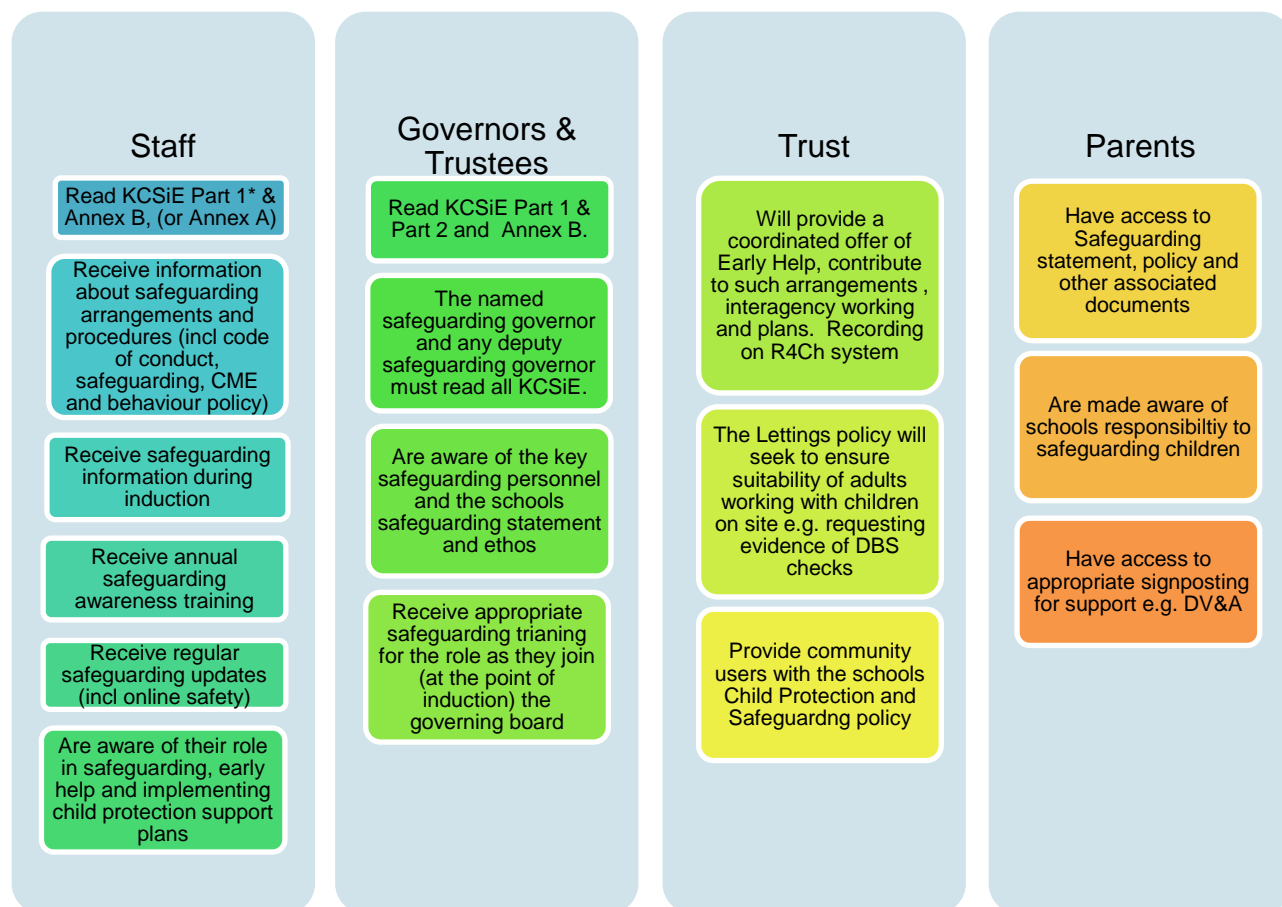 Staff
Read KCSiE Part 1* &
Annex B, (or Annex A)
Receive information
about safeguarding
arrangements and
procedures (incl code of
conduct,
safeguarding, CME
and behaviour policy)
Receive safeguarding
information during
induction
Receive annual
safeguarding
awareness training
Receive regular
safeguarding updates
(incl online safety)
Are aware of their role
in safeguarding, early
help and implementing
child protection support
plans
Governors &
Trustees
Read KCSiE Part 1 &
Part 2 and Annex B.
The named
safeguarding governor
and any deputy
safeguarding governor
must read all KCSiE.
Are aware of the key
safeguarding personnel
and the schools
safeguarding statement
and ethos
Receive appropriate
safeguarding trianing
for the role as they join
(at the point of
induction) the
governing board
Trust
Will provide a
coordinated offer of
Early Help, contribute
to such arrangements ,
interagency working
and plans. Recording
on R4Ch system
The Lettings policy will
seek to ensure
suitability of adults
working with children
on site e.g. requesting
evidence of DBS
checks
Provide community
users with the schools
Child Protection and
Safeguardng policy
Parents
Have access to
Safeguarding
statement, policy and
other associated
documents
Are made aware of
schools responsibiltiy to
safeguarding children
Have access to
appropriate signposting
for support e.g. DV&A